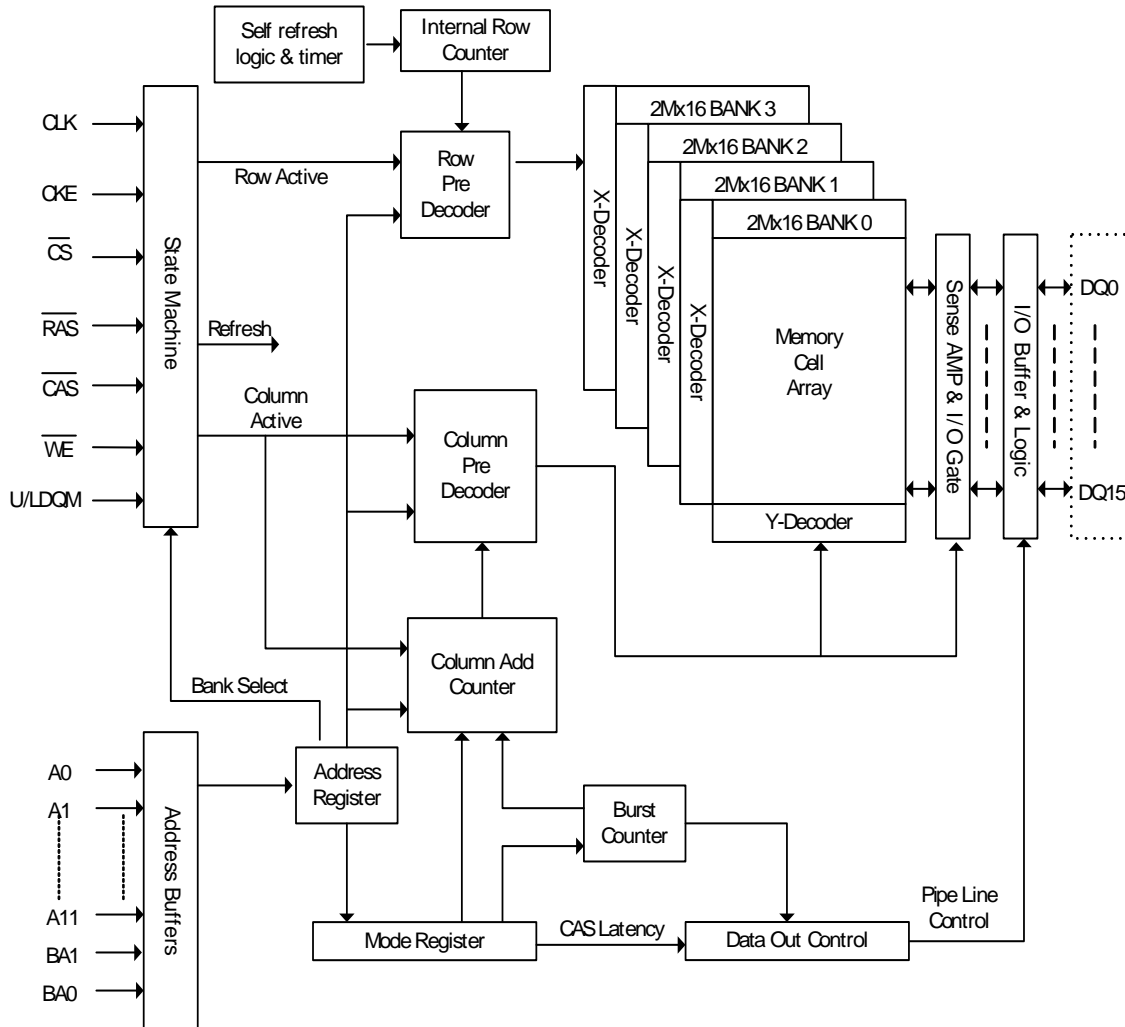 Self refresh
logic & timer
Internal Row
Counter
CLK
CKE
CS
RAS
CAS
WE
U/LDQM
State Machine
Row Active
Refresh
Column
Active
Row
Pre
Decoder
Column
Pre
Decoder
Column Add
Counter
2Mx16 BANK 3
2Mx16 BANK 2
2Mx16 BANK 1
2Mx16 BANK 0
X-Decoder
X-Decoder
X-Decoder
X-Decoder
Memory
Cell
Array
Y-Decoder
Sense AMP & I/O Gate
I/O Buffer & Logic
DQ0
DQ15
Bank Select
A0
A1
A11
BA1
BA0
Address Buffers
Address
Register
Burst
Counter
Mode Register
CAS Latency
Data Out Control
Pipe Line
Control